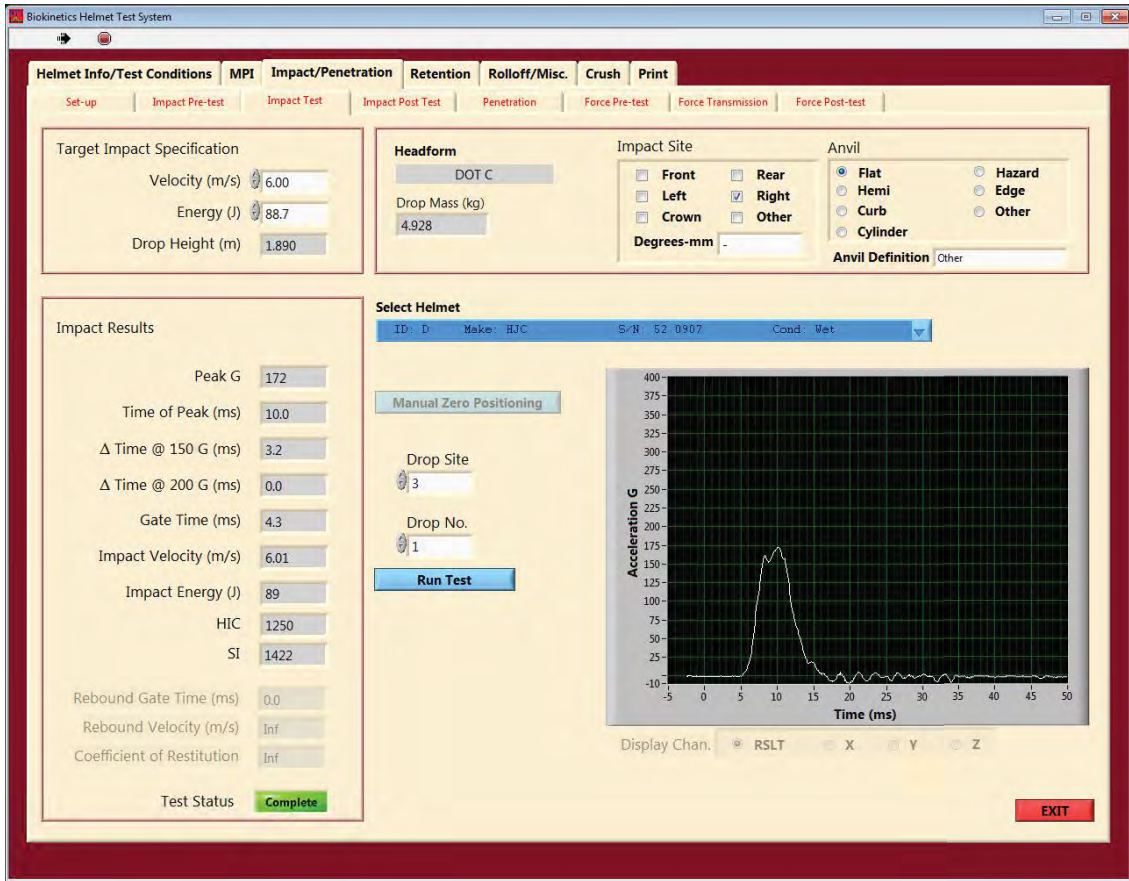 Biokinetics Helmet Test System
Helmet Info/Test Conditions MPI Impact/Penetration Retention Rolloff/Misc. Crush Print
Set-up Impact Pre-test Impact Test Impact Post Test Penetration Force Pre-test Force Transmission Force Post-test
Target Impact Specification
Velocity (m/s) 6.00
Energy (J) 88.7
Drop Height (m) 1.890
Headform
DOT C
Drop Mass (kg)
4.928
Impact Site
Front Rear
Left Right
Crown Other
Degrees-mm -
Anvil
Flat Hazard
Hemi Edge
Curb Other
Cylinder
Anvil Definition Other
Impact Results
Peak G 172
Time of Peak (ms) 10.0
Δ Time @ 150 G (ms) 3.2
Δ Time @ 200 G (ms) 0.0
Gate Time (ms) 4.3
Impact Velocity (m/s) 6.01
Impact Energy (J) 89
HIC 1250
SI 1422
Rebound Gate Time (ms) 0.0
Rebound Velocity (m/s) Inf
Coefficient of Restitution Inf
Test Status Complete
Select Helmet
ID: D Make: HJC S/N: 52 0907 Cond: Wet
Manual Zero Positioning
Drop Site
3
Drop No.
1
Run Test
Acceleration G
400
375
350
325
300
275
250
225
200
175
150
125
100
75
50
25
-10
-5 0 5 10 15 20 25 30 35 40 45 50
Time (ms)
Display Chan. RSLT X Y Z
EXIT